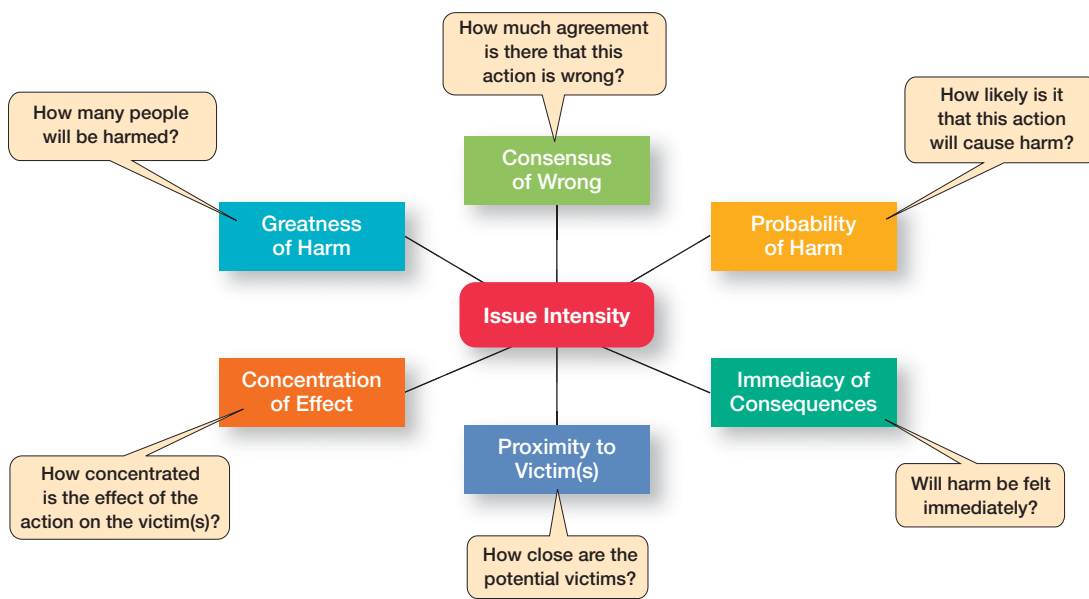 How much agreement
is there that this
action is wrong?
How many people
will be harmed?
How likely is it
that this action
will cause harm?
Consensus
of Wrong
Greatness
of Harm
Probability
of Harm
Issue Intensity
Concentration
of Effect
Immediacy of
Consequences
Proximity to
Victim(s)
How concentrated
is the effect of the
action on the victim(s)?
Will harm be felt
immediately?
How close are the
potential victims?